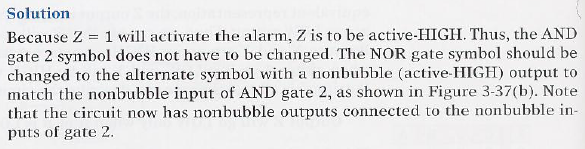 Solution
Because Z = 1 will activate the alarm, Z is to be active-HIGH. Thus, the AND
gate 2 symbol does not have to be changed. The NOR gate symbol should be
changed to the alternate symbol with a nonbubble (active-HIGH) output to
match the nonbubble input of AND gate 2, as shown in Figure 3-37(b). Note
that the circuit now has nonbubble outputs connected to the nonbubble in-
puts of gate 2.